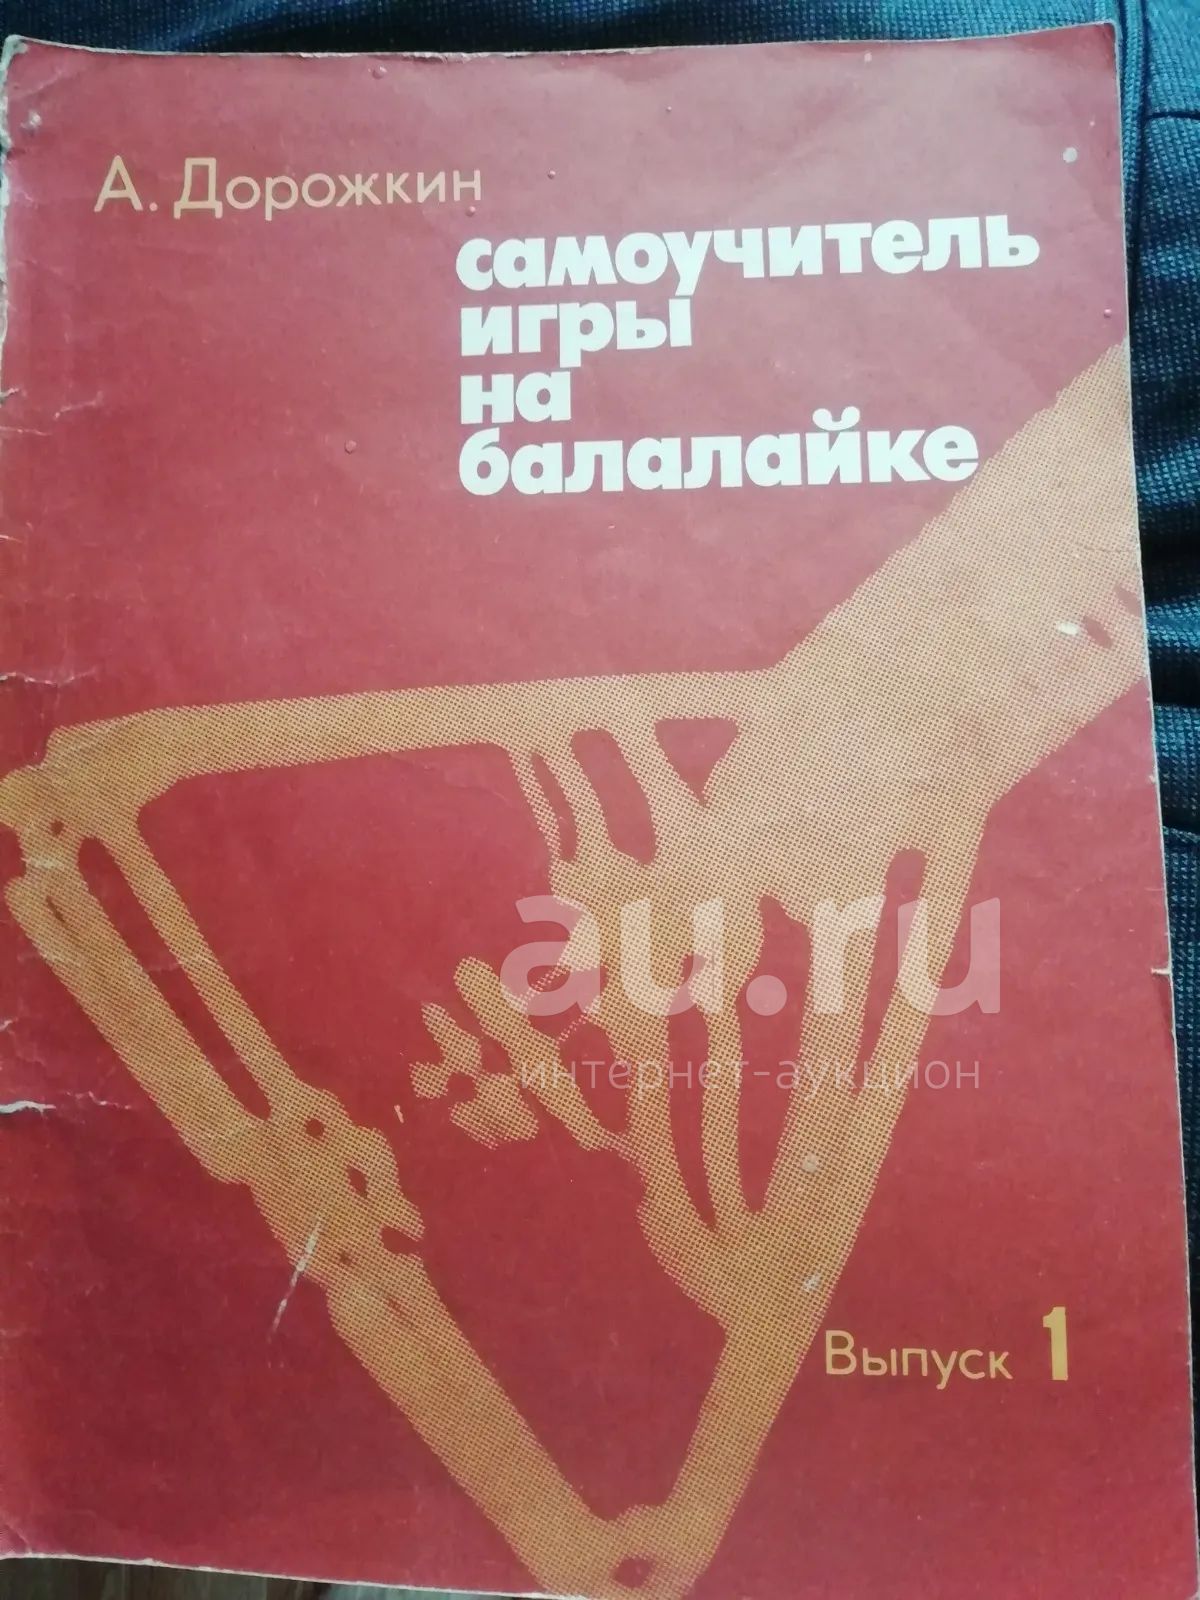 А. Дорожкин
самоучитель
игры
на
балалайке
au.ru
интернет-аукцион
Выпуск 1